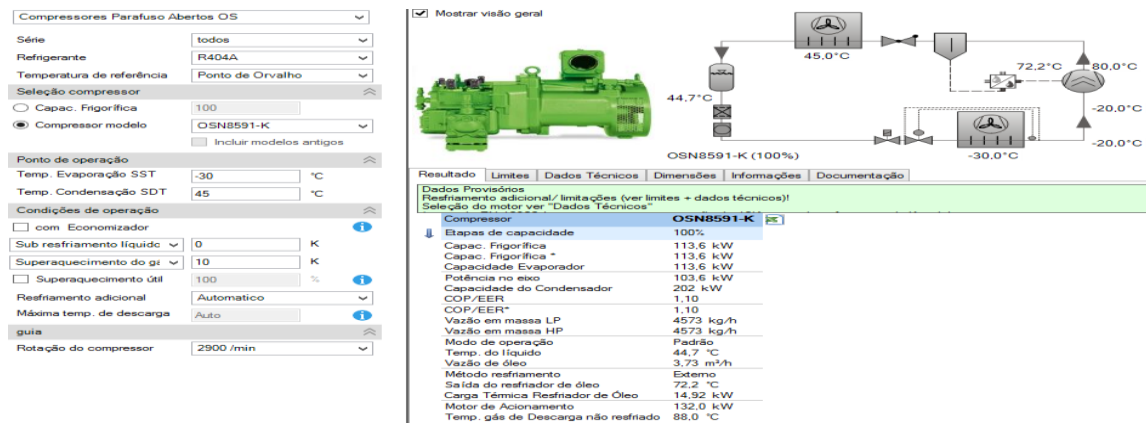 Compressores Parafuso Abertos OS
Série todos
Refrigerante R404A
Temperatura de referência Ponto de Orvalho
Seleção compressor
Capac. Frigorífica 100
Compressor modelo OSN8591-K
Incluir modelos antigos
Ponto de operação
Temp. Evaporação SST -30 °C
Temp. Condensação SDT 45 °C
Condições de operação
com Economizador
Sub resfriamento líquido 0 K
Superaquecimento do gá 10 K
Superaquecimento útil 100 %
Resfriamento adicional Automatico
Máxima temp. de descarga Auto
guia
Rotação do compressor 2900 /min
Mostrar visão geral
45,0°C
72,2°C
80,0°C
44,7°C
-20,0°C
-20,0°C
OSN8591-K (100%)
-30,0°C
Resultado Limites Dados Técnicos Dimensões Informações Documentação
Dados Provisórios
Resfriamento adicional/ limitações (ver limites + dados técnicos)!
Seleção do motor ver "Dados Técnicos"
Compressor OSN8591-K
Etapas de capacidade 100%
Capac. Frigorífica 113,6 kW
Capac. Frigorífica * 113,6 kW
Capacidade Evaporador 113,6 kW
Potência no eixo 103,6 kW
Capacidade do Condensador 202 kW
COP/EER 1,10
COP/EER* 1,10
Vazão em massa LP 4573 kg/h
Vazão em massa HP 4573 kg/h
Modo de operação Padrão
Temp. do líquido 44,7 °C
Vazão de óleo 3,73 m³/h
Método resfriamento Externo
Saída do resfriador de óleo 72,2 °C
Carga Térmica Resfriador de Óleo 14,92 kW
Motor de Acionamento 132,0 kW
Temp. gás de Descarga não resfriado 88,0 °C